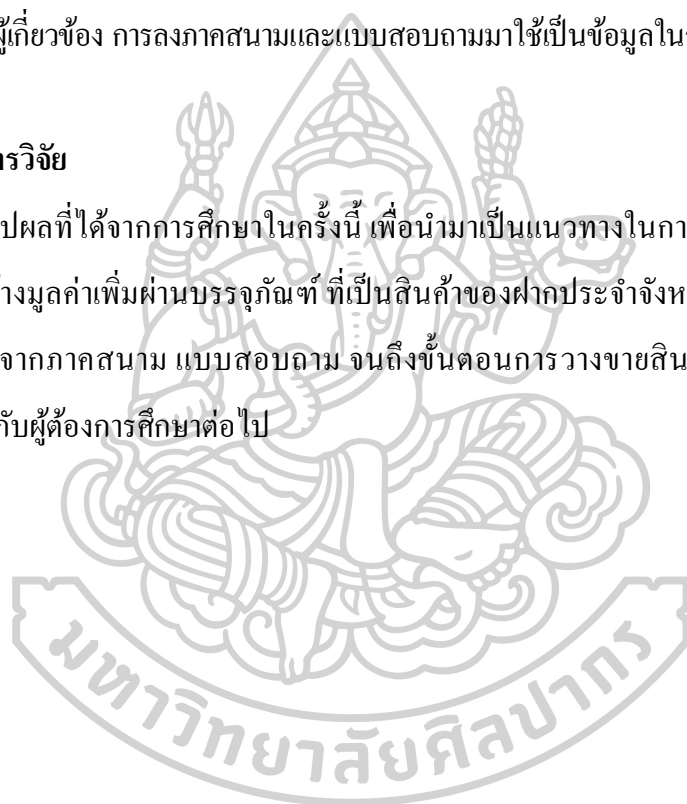 ผู้เกี่ยวข้อง การลงภาคสนามและแบบสอบถามมาใช้เป็นข้อมูลใน
ารวิจัย
ปผลที่ได้จากการศึกษาในครั้งนี้ เพื่อนำมาเป็นแนวทางในกา
างมูลค่าเพิ่มผ่านบรรจุภัณฑ์ ที่เป็นสินค้าของฝากประจำจังห
จากภาคสนาม แบบสอบถาม จนถึงขั้นตอนการวางขายสิน
กับผู้ต้องการศึกษาต่อไป
มหาวิทยาลัยศิลปากร